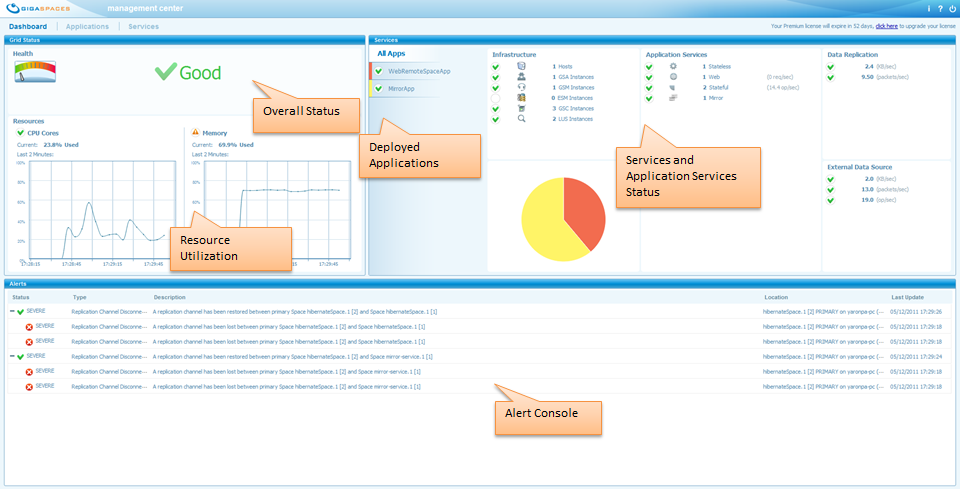 GIGASPACES management center
Dashboard Applications Services
Your Premium license will expire in 52 days, click here to upgrade your license
Grid Status
Health
Good
Overall Status
Resources
CPU Cores
Current: 23.8% Used
Last 2 Minutes:
100%
80%
60%
40%
20%
0%
17:28:15 17:28:45 17:29:15 17:29:45
Memory
Current: 69.9% Used
Last 2 Minutes:
100%
80%
60%
17:29:45
Resource
Utilization
Services
All Apps
WebRemoteSpaceApp
MirrorApp
Deployed
Applications
Infrastructure
1 Hosts
1 GSA Instances
1 GSM Instances
0 ESM Instances
3 GSC Instances
2 LUS Instances
Application Services
1 Stateless
1 Web (0 req/sec)
2 Stateful (14.4 op/sec)
1 Mirror
Services and
Application Services
Status
Data Replication
2.4 (KB/sec)
9.50 (packets/sec)
External Data Source
2.0 (KB/sec)
13.0 (packets/sec)
19.0 (op/sec)
Alerts
Status Type Description Location Last Update
SEVERE Replication Channel Disconne··· A replication channel has been restored between primary Space hibernateSpace.1 [2] and Space hibernateSpace.1 [1] hibernateSpace.1 [2] PRIMARY on yaronpa-pc (··· 05/12/2011 17:29:26
SEVERE Replication Channel Disconne··· A replication channel has been lost between primary Space hibernateSpace.1 [2] and Space hibernateSpace.1 [1] hibernateSpace.1 [2] PRIMARY on yaronpa-pc (··· 05/12/2011 17:29:18
SEVERE Replication Channel Disconne··· A replication channel has been lost between primary Space hibernateSpace.1 [2] and Space hibernateSpace.1 [1] hibernateSpace.1 [2] PRIMARY on yaronpa-pc (··· 05/12/2011 17:29:18
SEVERE Replication Channel Disconne··· A replication channel has been restored between primary Space hibernateSpace.1 [2] and Space mirror-service.1 [1] hibernateSpace.1 [2] PRIMARY on yaronpa-pc (··· 05/12/2011 17:29:24
SEVERE Replication Channel Disconne··· A replication channel has been lost between primary Space hibernateSpace.1 [2] and Space mirror-service.1 [1] hibernateSpace.1 [2] PRIMARY on yaronpa-pc (··· 05/12/2011 17:29:18
SEVERE Replication Channel Disconne··· A replication channel has been lost between primary Space hibernateSpace.1 [2] and Space mirror-service.1 [1] hibernateSpace.1 [2] PRIMARY on yaronpa-pc (··· 05/12/2011 17:29:18
Alert Console